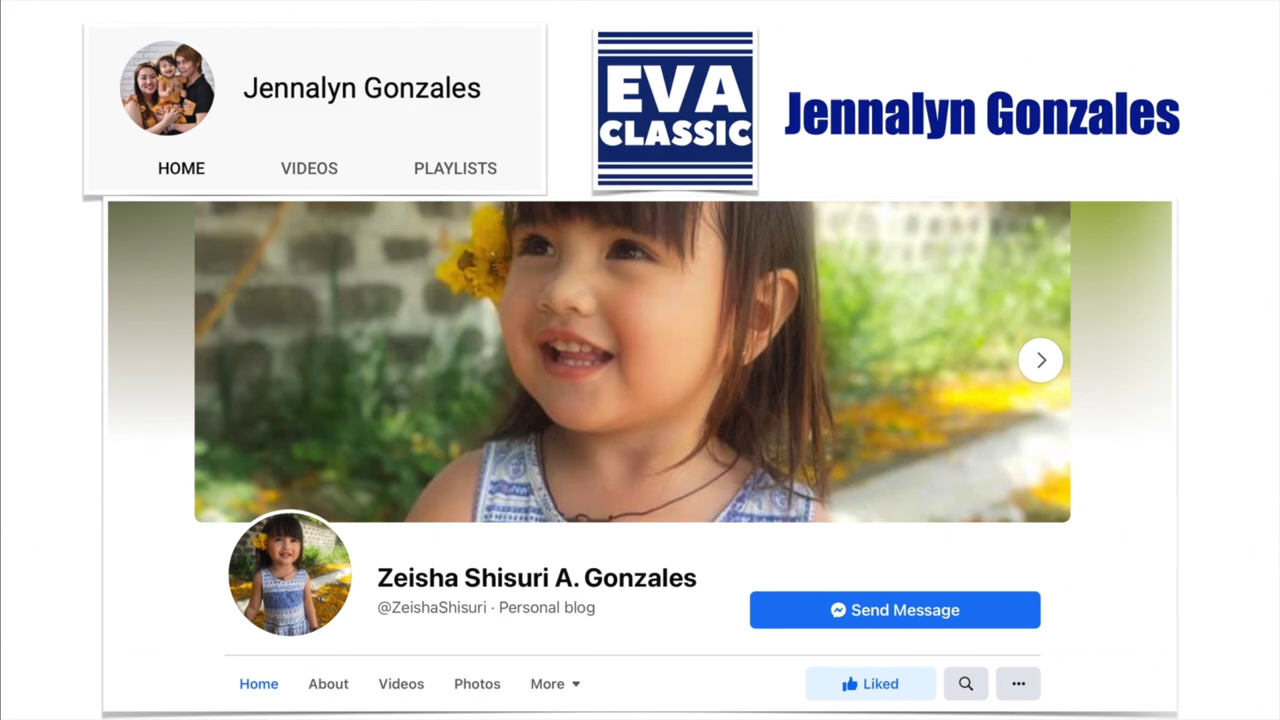 Jennalyn Gonzales
HOME VIDEOS PLAYLISTS
EVA
CLASSIC
Jennalyn Gonzales
Zeisha Shisuri A. Gonzales
@ZeishaShisuri · Personal blog
Send Message
Home About Videos Photos More
Liked